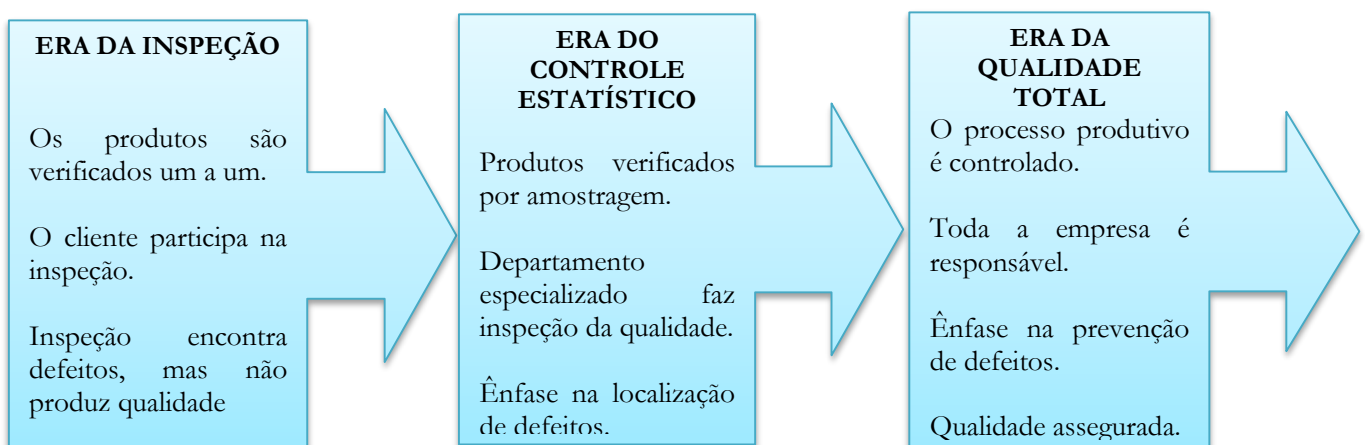 ERA DA INSPEÇÃO
Os produtos são
verificados um a um.
O cliente participa na
inspeção.
Inspeção encontra
defeitos, mas não
produz qualidade
ERA DO
CONTROLE
ESTATÍSTICO
Produtos verificados
por amostragem.
Departamento
especializado faz
inspeção da qualidade.
Ênfase na localização
de defeitos.
ERA DA
QUALIDADE
TOTAL
O processo produtivo
é controlado.
Toda a empresa é
responsável.
Ênfase na prevenção
de defeitos.
Qualidade assegurada.